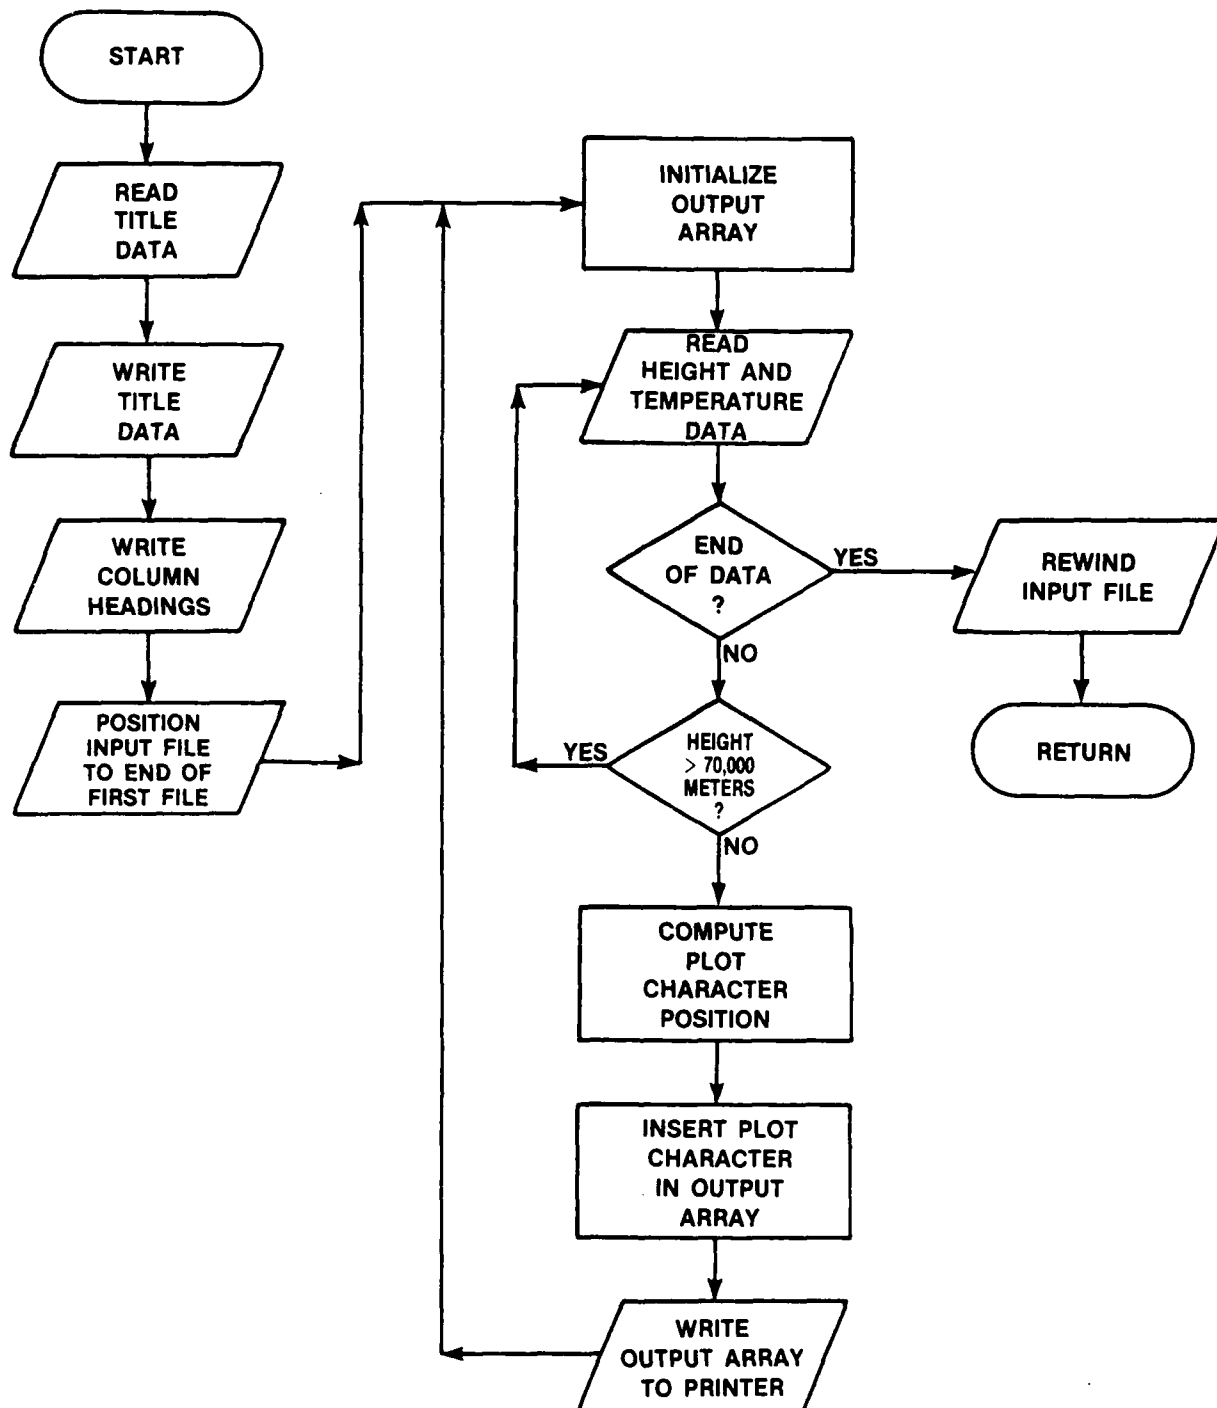 START
READ
TITLE
DATA
WRITE
TITLE
DATA
WRITE
COLUMN
HEADINGS
POSITION
INPUT FILE
TO END OF
FIRST FILE
INITIALIZE
OUTPUT
ARRAY
READ
HEIGHT AND
TEMPERATURE
DATA
END
OF DATA
?
YES
NO
REWIND
INPUT FILE
RETURN
HEIGHT
> 70,000
METERS
?
YES
NO
COMPUTE
PLOT
CHARACTER
POSITION
INSERT PLOT
CHARACTER
IN OUTPUT
ARRAY
WRITE
OUTPUT ARRAY
TO PRINTER